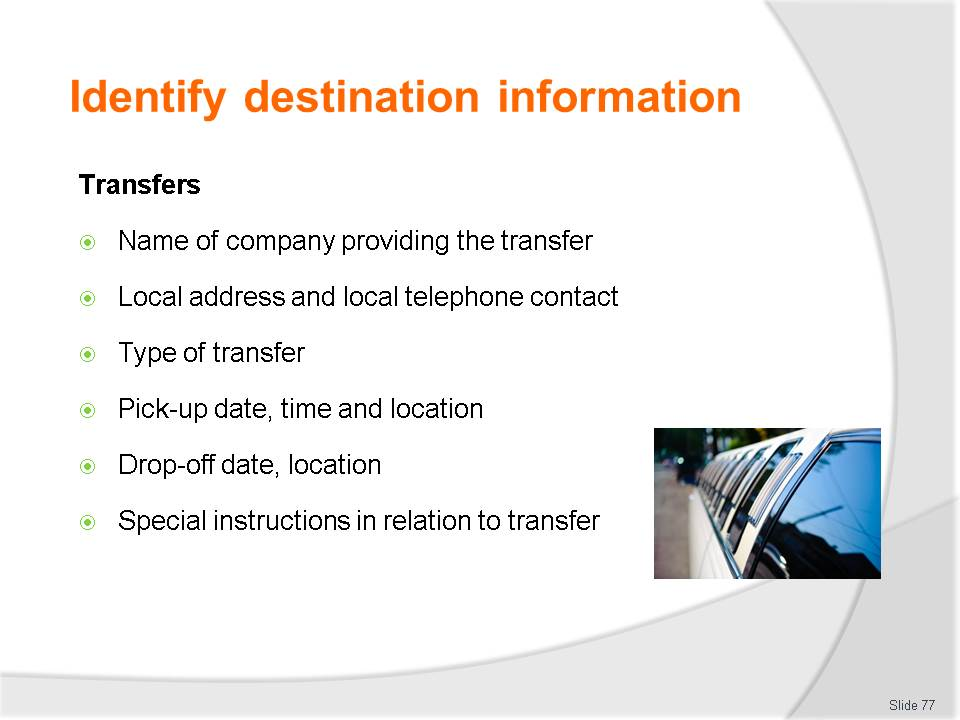 Identify destination information
Transfers
Name of company providing the transfer
Local address and local telephone contact
Type of transfer
Pick-up date, time and location
Drop-off date, location
Special instructions in relation to transfer
Slide 77